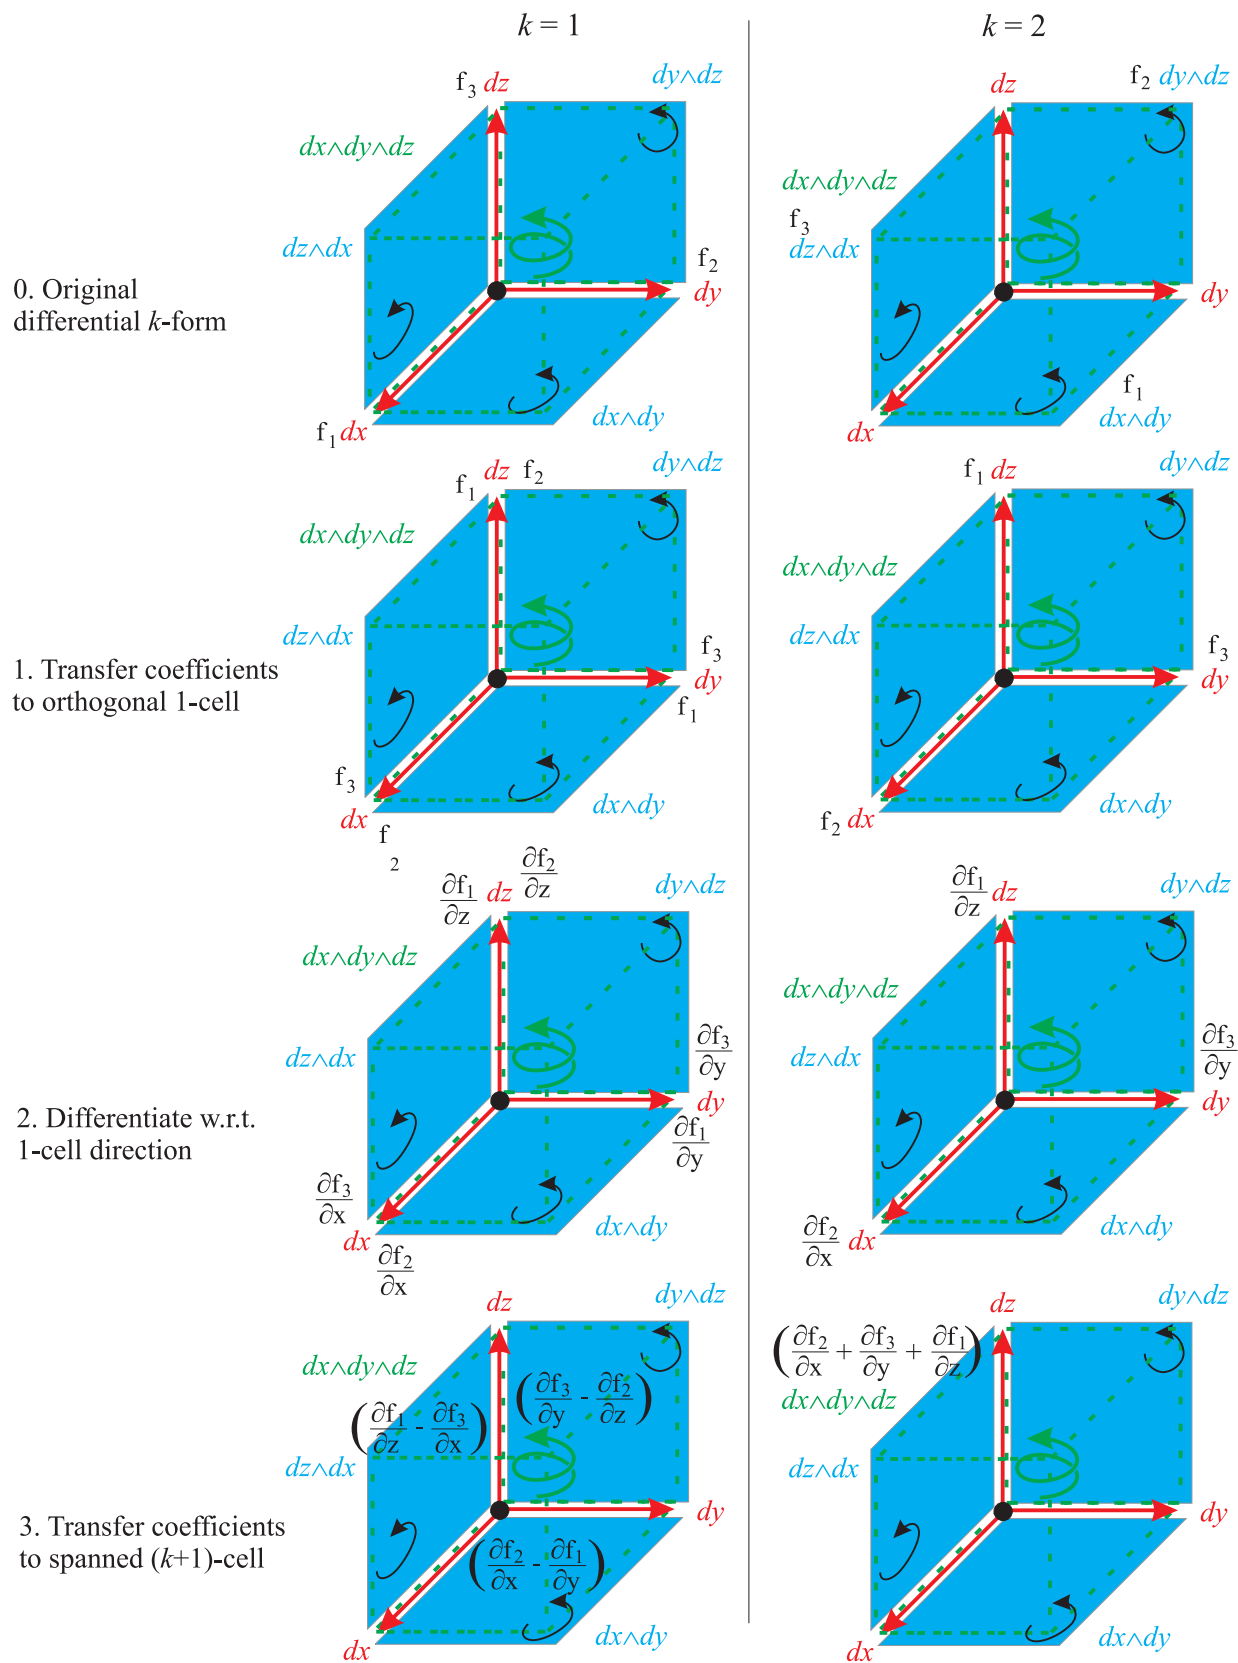 k = 1
k = 2
f3 dz
dy∧dz
dx∧dy∧dz
dz∧dx
f2
dy
f1 dx
dx∧dy
dz
f2 dy∧dz
dx∧dy∧dz
f3
dz∧dx
dy
f1
dx
dx∧dy
0. Original
differential k-form
f1 dz f2
dy∧dz
dx∧dy∧dz
dz∧dx
f3
dy
f1
f3
dx
f2
dx∧dy
f1 dz
dy∧dz
dx∧dy∧dz
dz∧dx
f3
dy
f2 dx
dx∧dy
1. Transfer coefficients
to orthogonal 1-cell
∂f1/∂z dz ∂f2/∂z
dy∧dz
dx∧dy∧dz
dz∧dx
∂f3/∂y
dy
∂f1/∂y
∂f3/∂x
dx
∂f2/∂x
dx∧dy
∂f1/∂z dz
dy∧dz
dx∧dy∧dz
dz∧dx
∂f3/∂y
dy
∂f2/∂x dx
dx∧dy
2. Differentiate w.r.t.
1-cell direction
dz
dy∧dz
dx∧dy∧dz
(∂f3/∂y - ∂f2/∂z)
(∂f1/∂z - ∂f3/∂x)
dz∧dx
dy
(∂f2/∂x - ∂f1/∂y)
dx
dx∧dy
dz
dy∧dz
(∂f2/∂x + ∂f3/∂y + ∂f1/∂z)
dx∧dy∧dz
dz∧dx
dy
dx
dx∧dy
3. Transfer coefficients
to spanned (k+1)-cell